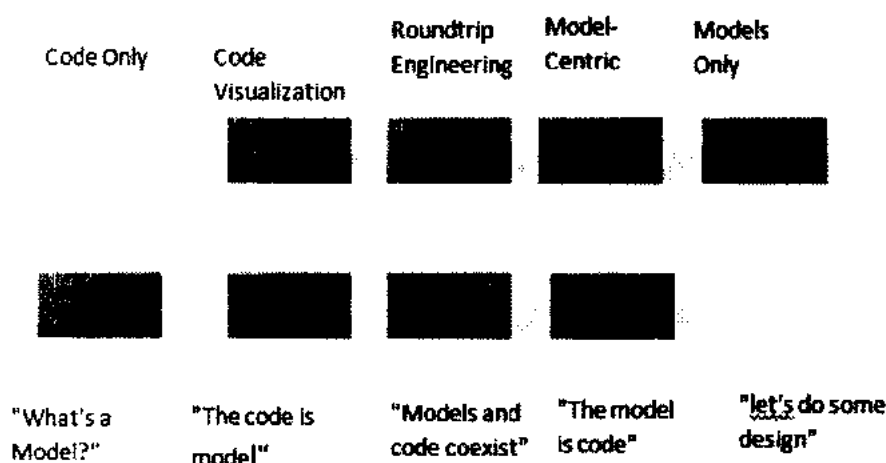 Code Only
Code
Visualization
Roundtrip
Engineering
Model-
Centric
Models
Only
"What's a
Model?"
"The code is
model"
"Models and
code coexist"
"The model
is code"
"let's do some
design"